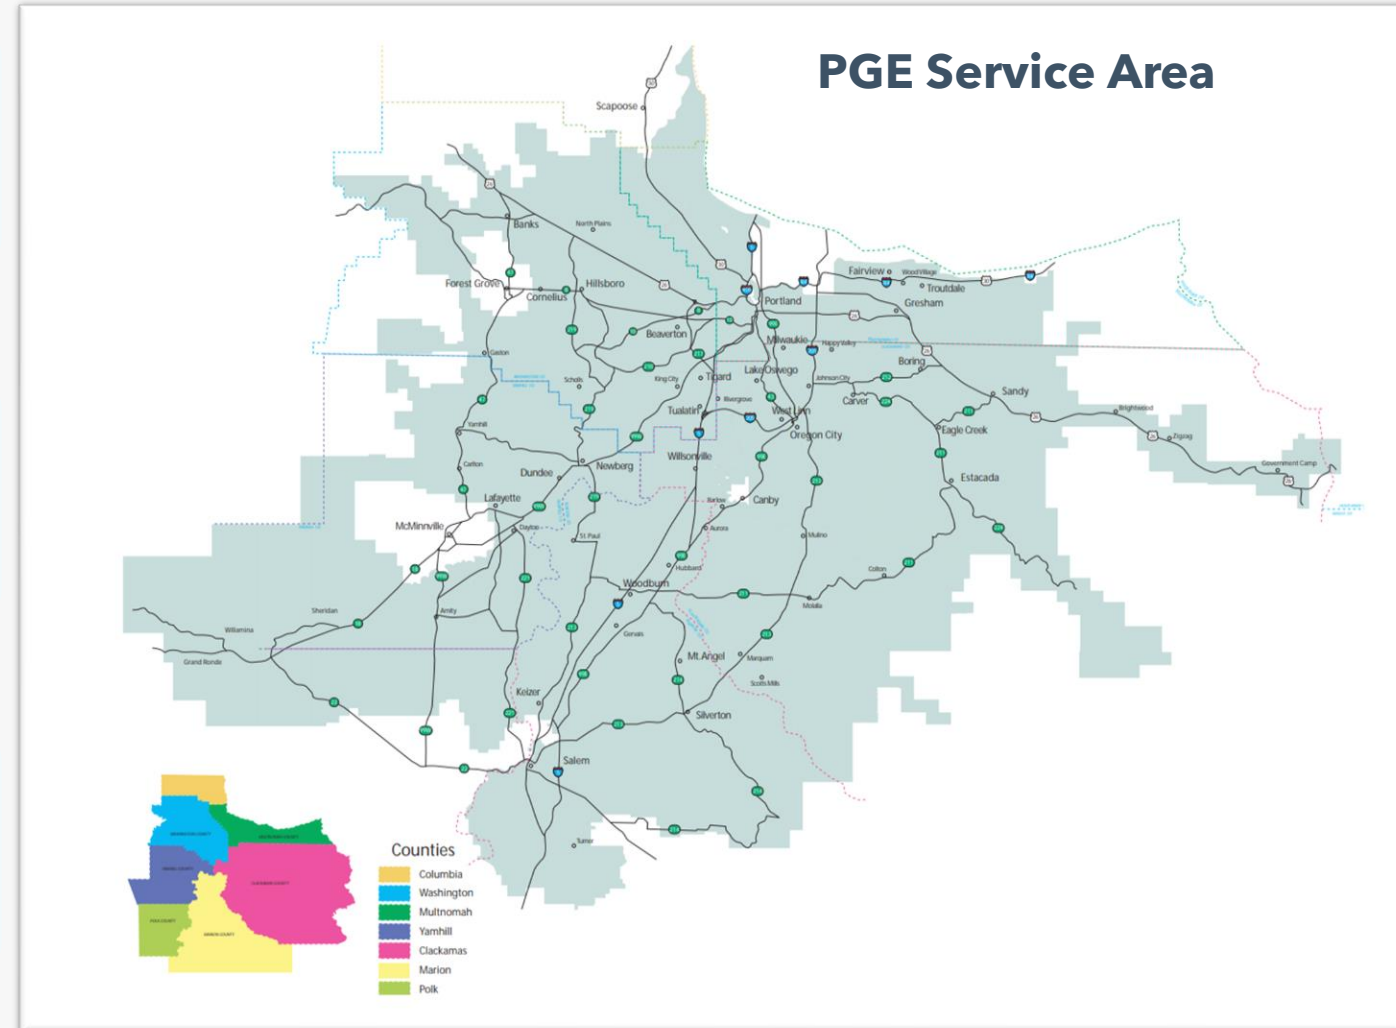 PGE Service Area
Scapoose
Banks
North Plains
Forest Grove
Cornelius
Hillsboro
Fairview
Wood Village
Troutdale
Portland
Gresham
Beaverton
Milwaukie
Happy Valley
Gaston
Boring
Scholls
King City
Tigard
Lake Oswego
Johnson City
Sandy
Rivergrove
Carver
Tualatin
West Linn
Brightwood
Yamhill
Oregon City
Eagle Creek
Zigzag
Carlton
Dundee
Newberg
Willsonville
Government Camp
Estacada
Lafayette
Barlow
Canby
McMinnville
Dayton
Aurora
St. Paul
Mulino
Hubbard
Colton
Woodburn
Molalla
Sheridan
Amity
Willamina
Gervais
Grand Ronde
Mt.Angel
Marquam
Scotts Mills
Keizer
Silverton
Salem
Turner
Counties
Columbia
Washington
Multnomah
Yamhill
Clackamas
Marion
Polk